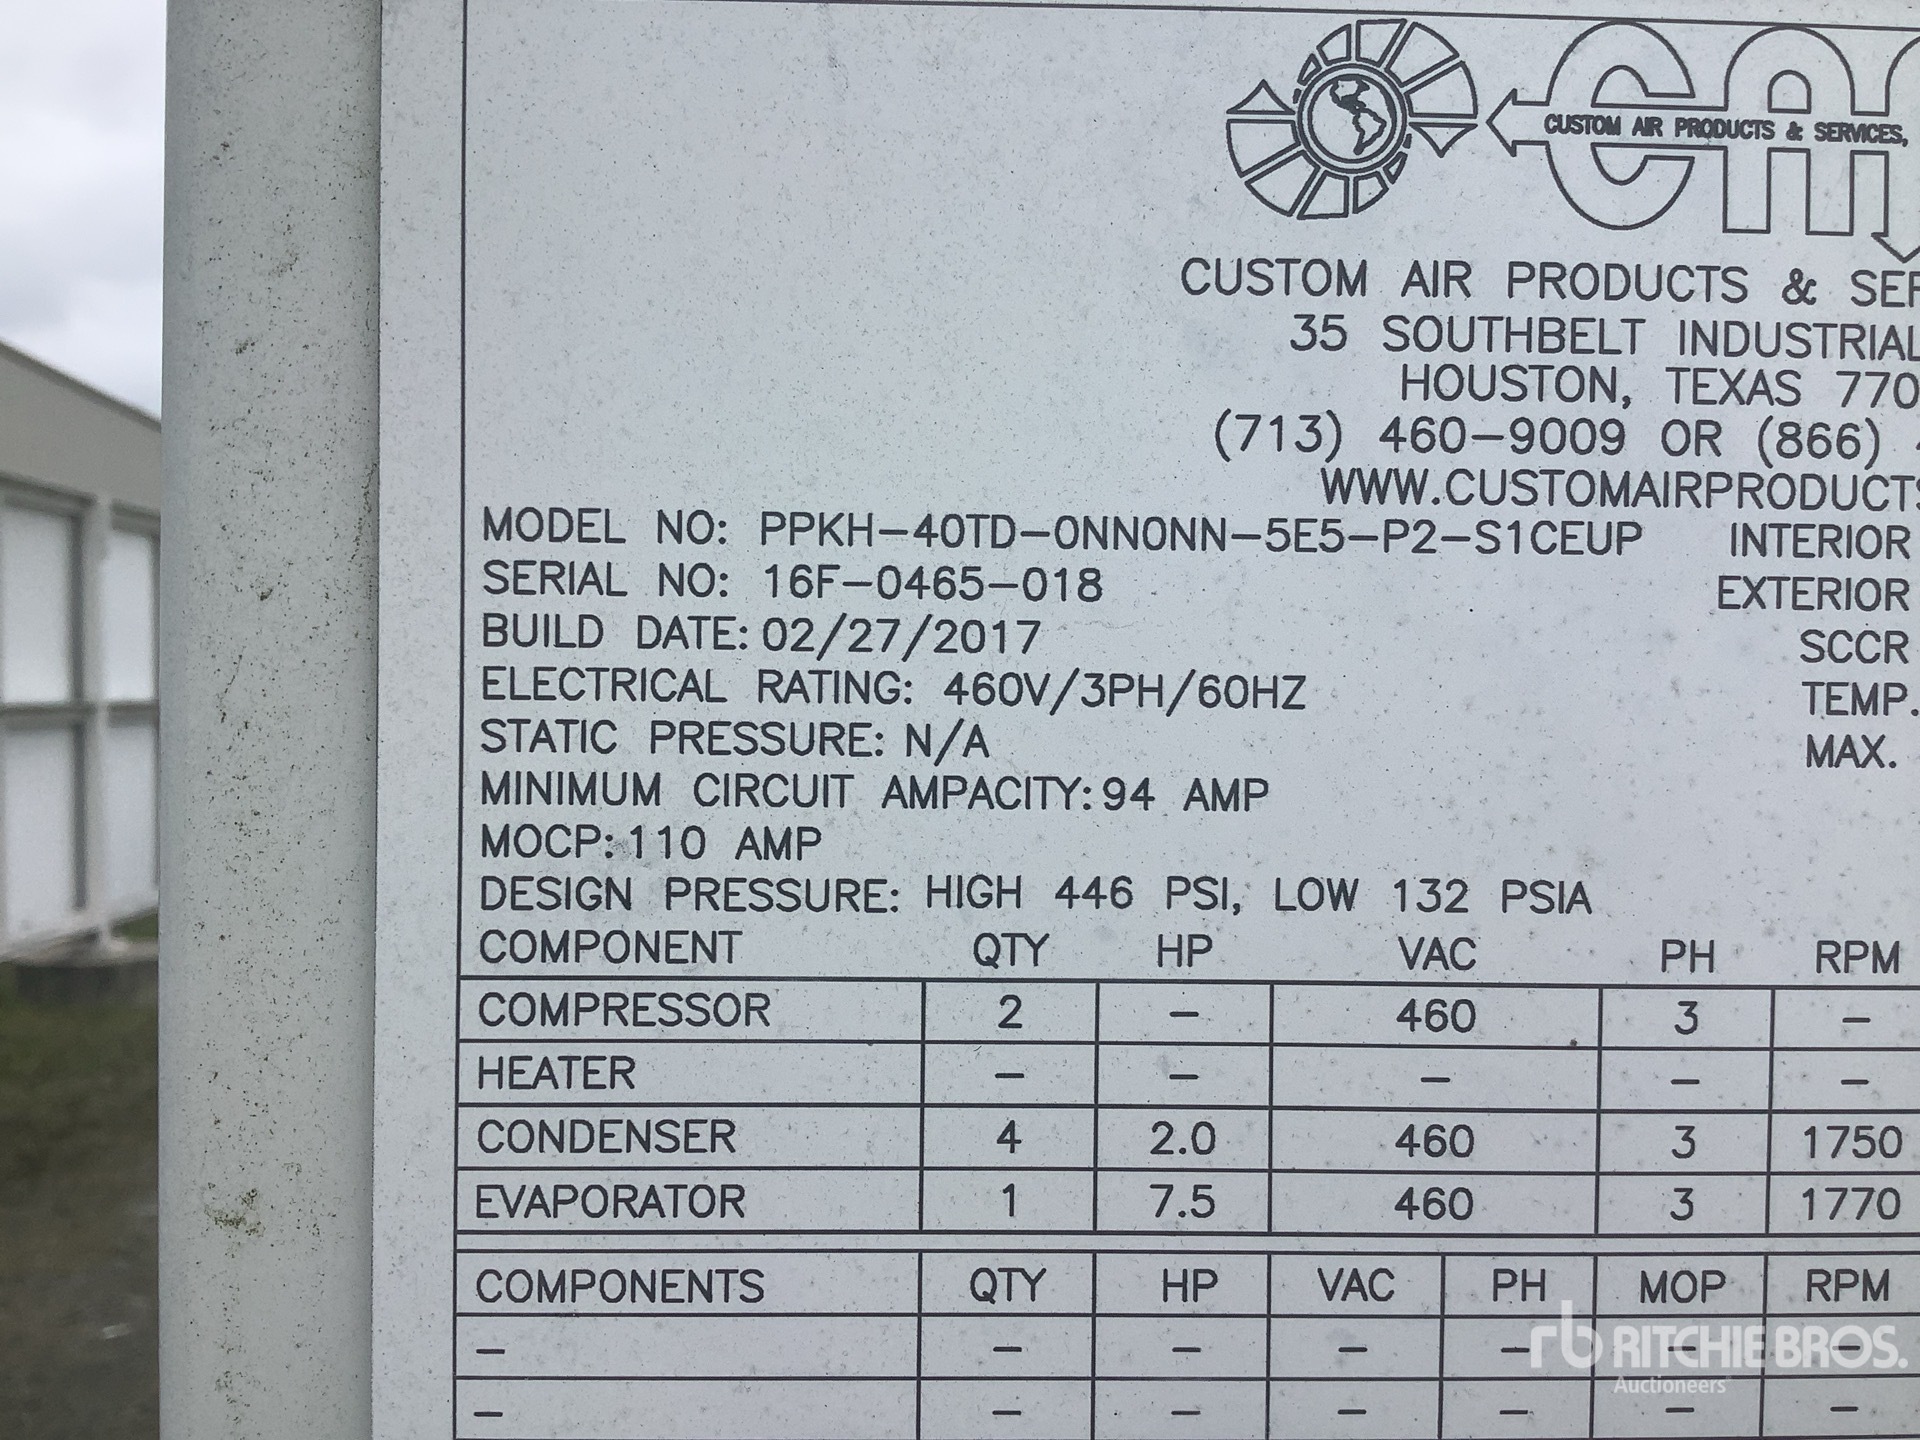 CUSTOM AIR PRODUCTS & SERVICES,
CUSTOM AIR PRODUCTS &
35 SOUTHBELT INDUSTRIAL
HOUSTON, TEXAS 770
(713) 460-9009 OR (866)
WWW.CUSTOMAIRPRODUCTS
MODEL NO: PPKH-40TD-0NN0NN-5E5-P2-S1CEUP INTERIOR
SERIAL NO: 16F-0465-018 EXTERIOR
BUILD DATE: 02/27/2017 SCCR
ELECTRICAL RATING: 460V/3PH/60HZ TEMP.
STATIC PRESSURE: N/A MAX.
MINIMUM CIRCUIT AMPACITY: 94 AMP
MOCP: 110 AMP
DESIGN PRESSURE: HIGH 446 PSI, LOW 132 PSIA
COMPONENT QTY HP VAC PH RPM
COMPRESSOR 2 - 460 3 -
HEATER - - - - -
CONDENSER 4 2.0 460 3 1750
EVAPORATOR 1 7.5 460 3 1770
COMPONENTS QTY HP VAC PH MOP RPM
- - - - - - -
- - - - - - -
rb RITCHIE BROS.
Auctioneers